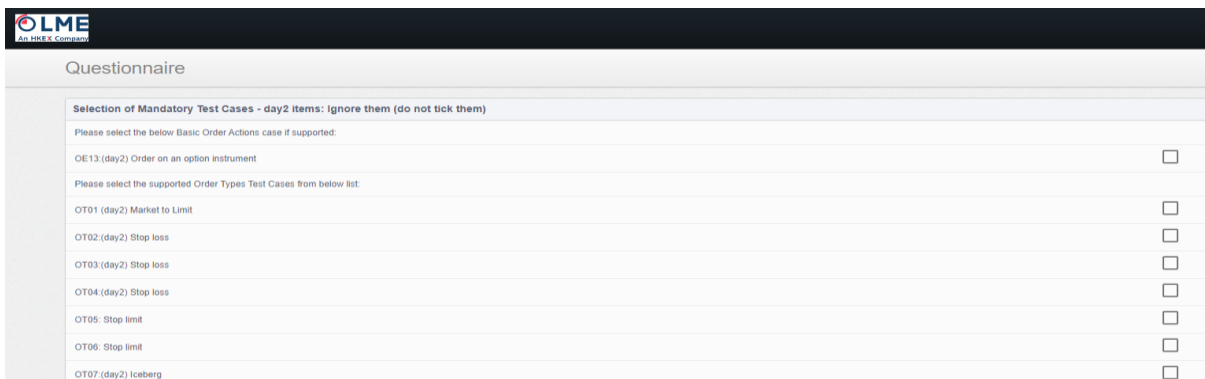 LME
An HKEX Company
Questionnaire
Selection of Mandatory Test Cases - day2 items: Ignore them (do not tick them)
Please select the below Basic Order Actions case if supported:
OE13:(day2) Order on an option instrument
Please select the supported Order Types Test Cases from below list:
OT01 (day2) Market to Limit
OT02:(day2) Stop loss
OT03:(day2) Stop loss
OT04:(day2) Stop loss
OT05: Stop limit
OT06: Stop limit
OT07:(day2) Iceberg